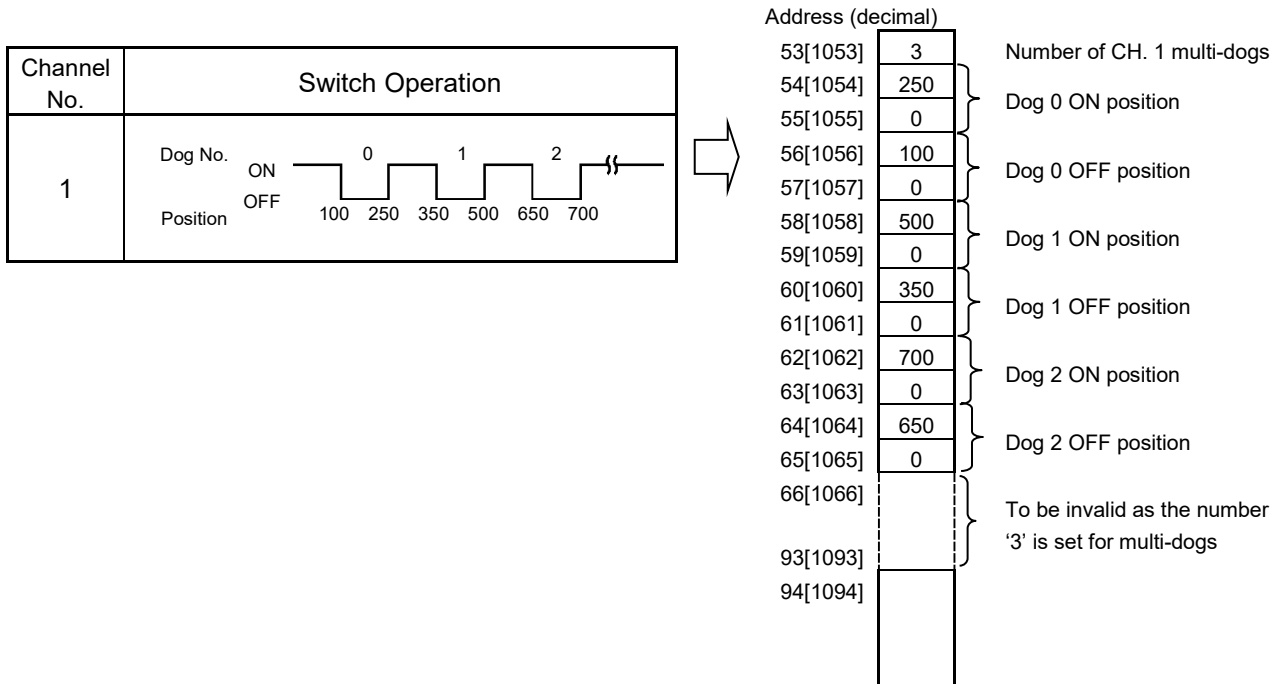 Channel No.
Switch Operation
1
Dog No.
ON
OFF
0 1 2
Position
100 250 350 500 650 700
Address (decimal)
53[1053] 3 Number of CH. 1 multi-dogs
54[1054] 250
Dog 0 ON position
55[1055] 0
56[1056] 100
Dog 0 OFF position
57[1057] 0
58[1058] 500
Dog 1 ON position
59[1059] 0
60[1060] 350
Dog 1 OFF position
61[1061] 0
62[1062] 700
Dog 2 ON position
63[1063] 0
64[1064] 650
Dog 2 OFF position
65[1065] 0
66[1066]
To be invalid as the number
‘3’ is set for multi-dogs
93[1093]
94[1094]